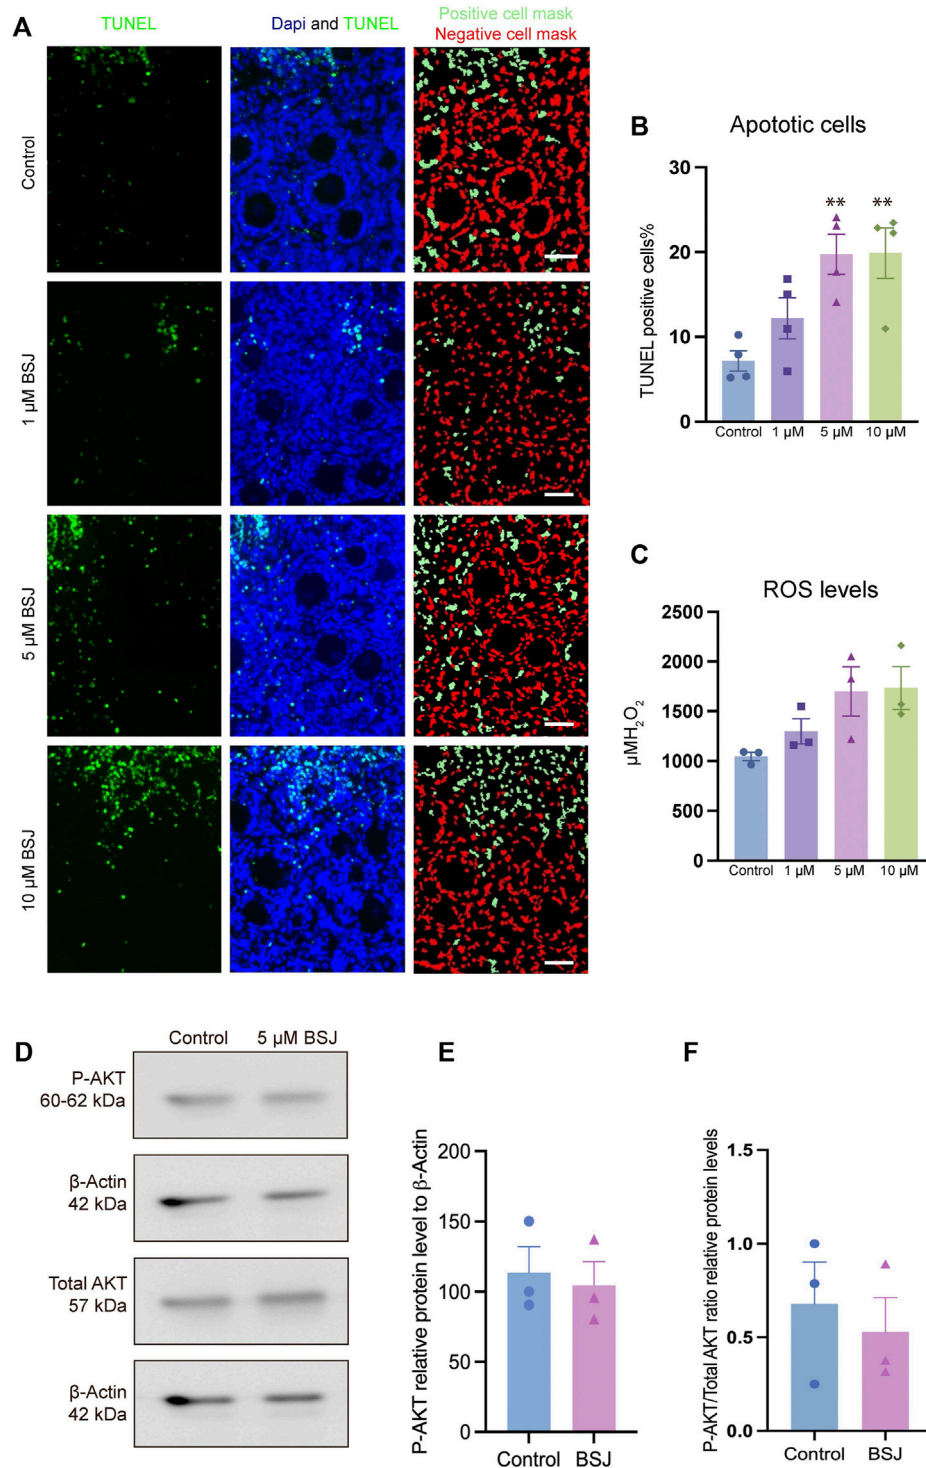 A
TUNEL
Dapi and TUNEL
Positive cell mask
Negative cell mask
Control
1 µM BSJ
5 µM BSJ
10 µM BSJ
B
Apototic cells
TUNEL positive cells%
30
20
10
0
**
**
Control
1 µM
5 µM
10 µM
C
ROS levels
µMH₂O₂
2500
2000
1500
1000
500
0
Control
1 µM
5 µM
10 µM
D
Control
5 µM BSJ
P-AKT
60-62 kDa
β-Actin
42 kDa
Total AKT
57 kDa
β-Actin
42 kDa
E
P-AKT relative protein level to β-Actin
200
150
100
50
0
Control
BSJ
F
P-AKT/Total AKT ratio relative protein levels
1.5
1.0
0.5
0.0
Control
BSJ